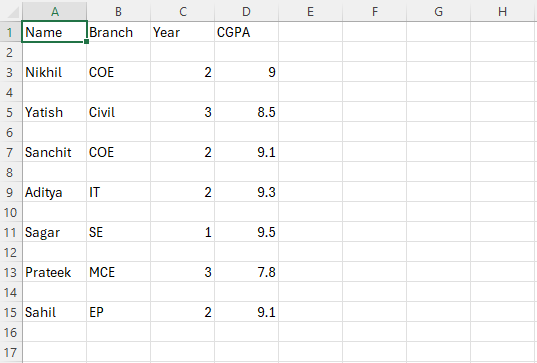 A B C D E F G H
1 Name Branch Year CGPA
2
3 Nikhil COE 2 9
4
5 Yatish Civil 3 8.5
6
7 Sanchit COE 2 9.1
8
9 Aditya IT 2 9.3
10
11 Sagar SE 1 9.5
12
13 Prateek MCE 3 7.8
14
15 Sahil EP 2 9.1
16
17